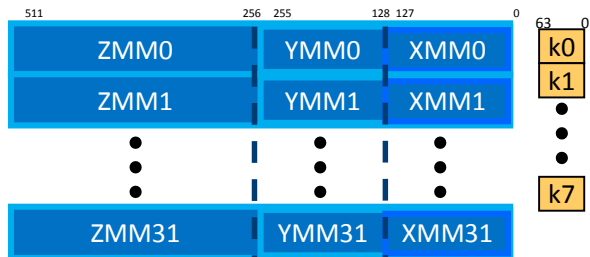 511 256 255 128 127 0 63 0
ZMM0 YMM0 XMM0 k0
ZMM1 YMM1 XMM1 k1
k7
ZMM31 YMM31 XMM31